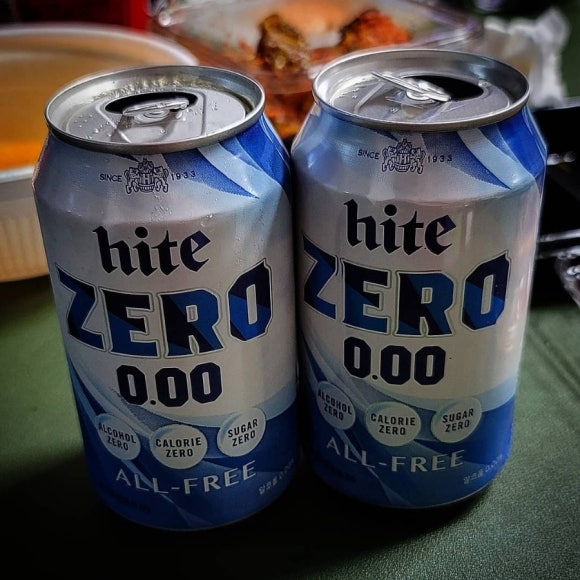 SINCE 1933
hite
ZERO
0.00
ALCOHOL
ZERO
CALORIE
ZERO
SUGAR
ZERO
ALL-FREE
SINCE 1933
hite
ZERO
0.00
ALCOHOL
ZERO
CALORIE
ZERO
SUGAR
ZERO
ALL-FREE